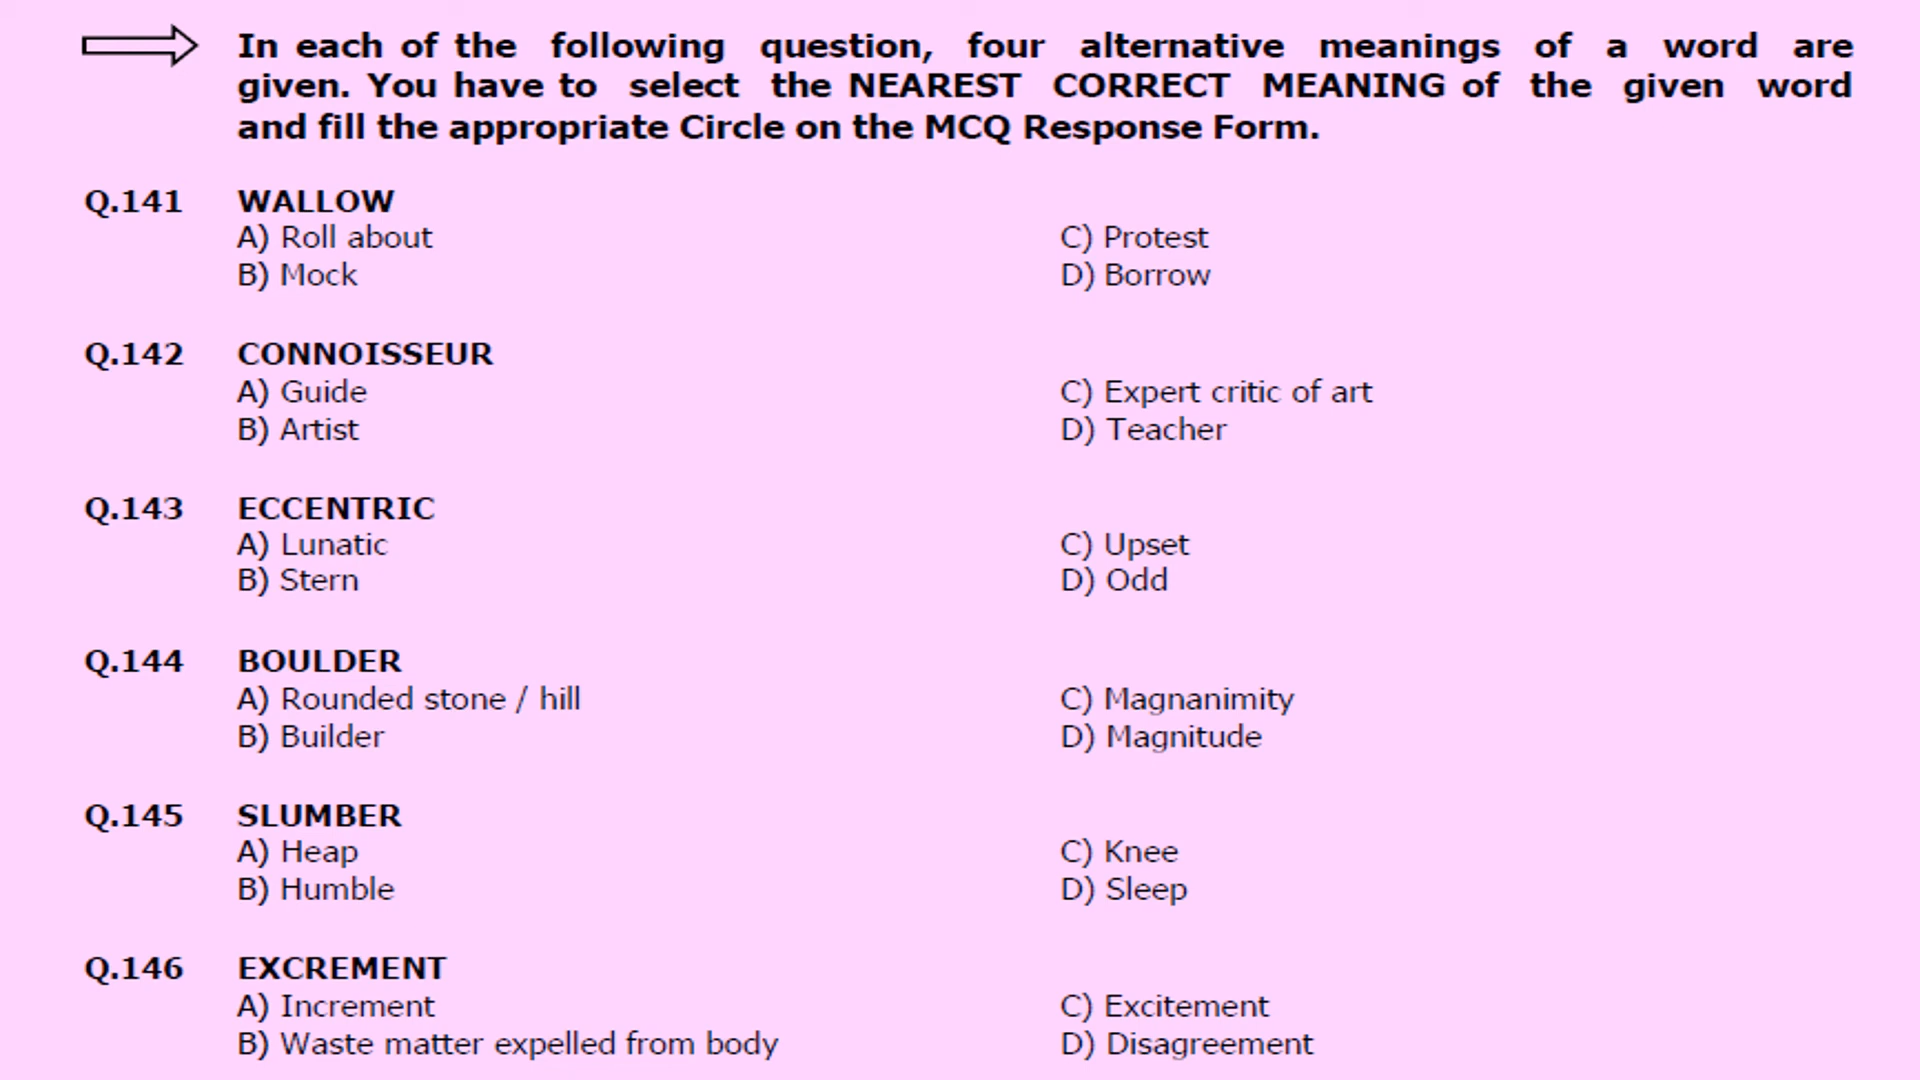 In each of the following question, four alternative meanings of a word are
given. You have to select the NEAREST CORRECT MEANING of the given word
and fill the appropriate Circle on the MCQ Response Form.
Q.141 WALLOW
A) Roll about C) Protest
B) Mock D) Borrow
Q.142 CONNOISSEUR
A) Guide C) Expert critic of art
B) Artist D) Teacher
Q.143 ECCENTRIC
A) Lunatic C) Upset
B) Stern D) Odd
Q.144 BOULDER
A) Rounded stone / hill C) Magnanimity
B) Builder D) Magnitude
Q.145 SLUMBER
A) Heap C) Knee
B) Humble D) Sleep
Q.146 EXCREMENT
A) Increment C) Excitement
B) Waste matter expelled from body D) Disagreement